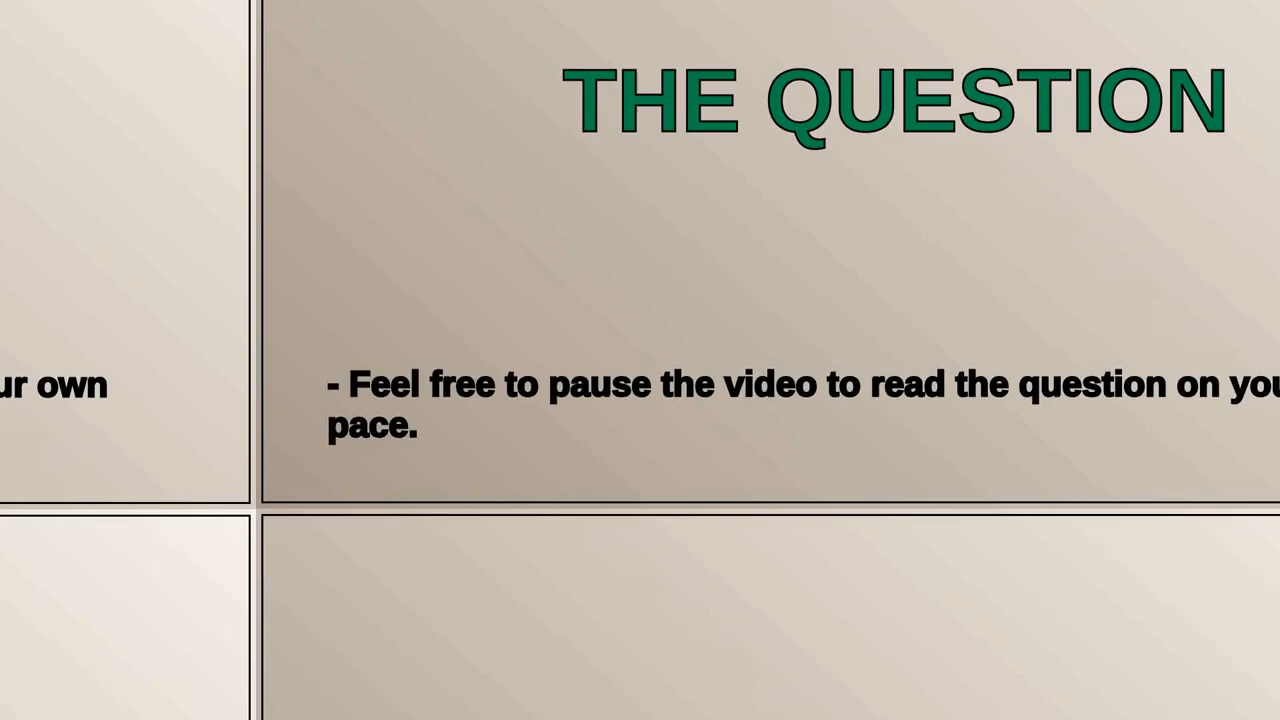 THE QUESTION
ur own
- Feel free to pause the video to read the question on you
pace.